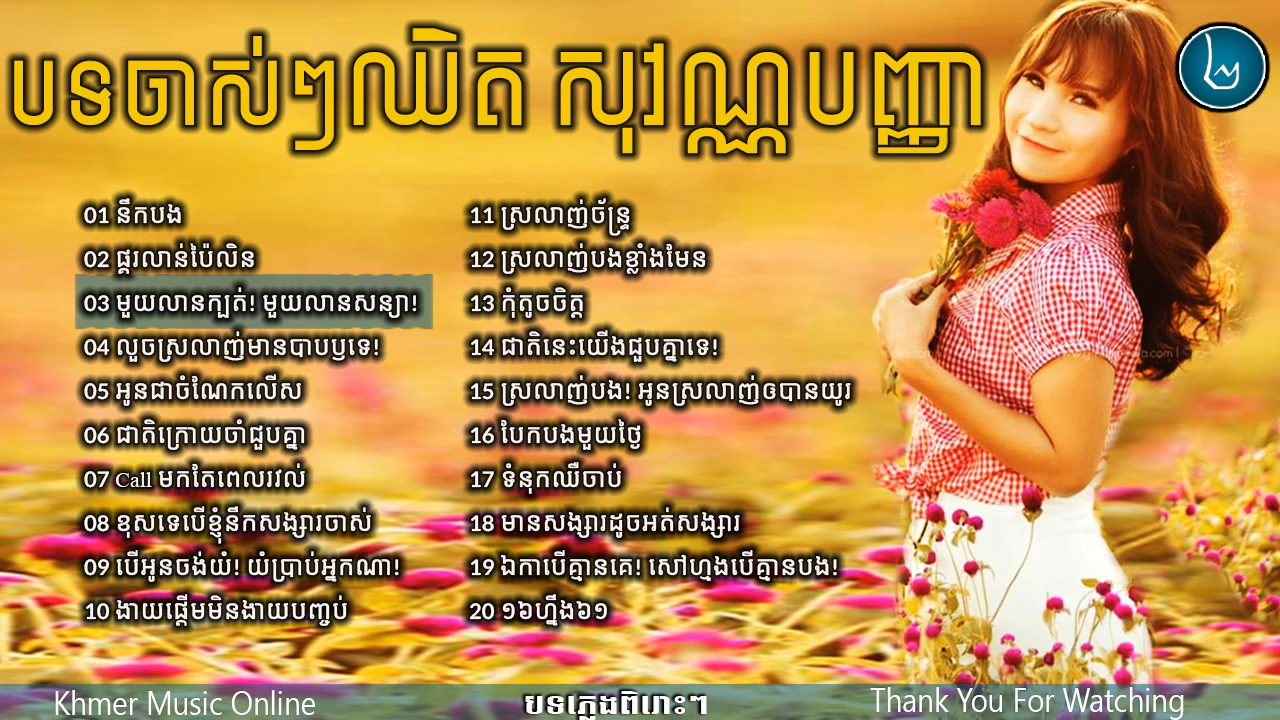 បទចាស់ៗឈិត សុវណ្ណបញ្ញា
01 នឹកបង
02 ផ្គរលាន់ប៉ៃលិន
03 មួយលានក្បត់! មួយលានសន្យា!
04 លួចស្រលាញ់មានបាបឫទេ!
05 អូនជាចំណែកលើស
06 ជាតិក្រោយចាំជួបគ្នា
07 Call មកតែពេលរវល់
08 ខុសទេបើខ្ញុំនឹកសង្សារចាស់
09 បើអូនចង់យំ! យំប្រាប់អ្នកណា!
10 ងាយផ្តើមមិនងាយបញ្ចប់
11 ស្រលាញ់ច័ន្ទ្រ
12 ស្រលាញ់បងខ្លាំងមែន
13 កុំតូចចិត្ត
14 ជាតិនេះយើងជួបគ្នាទេ!
15 ស្រលាញ់បង! អូនស្រលាញ់ឲបានយូរ
16 បែកបងមួយថ្ងៃ
17 ទំនុកឈឺចាប់
18 មានសង្សារដូចអត់សង្សារ
19 ឯកាបើគ្មានគេ! សៅហ្មងបើគ្មានបង!
20 ១៦ហ្នឹង៦១
Khmer Music Online
បទភ្លេងពិរោះៗ
Thank You For Watching